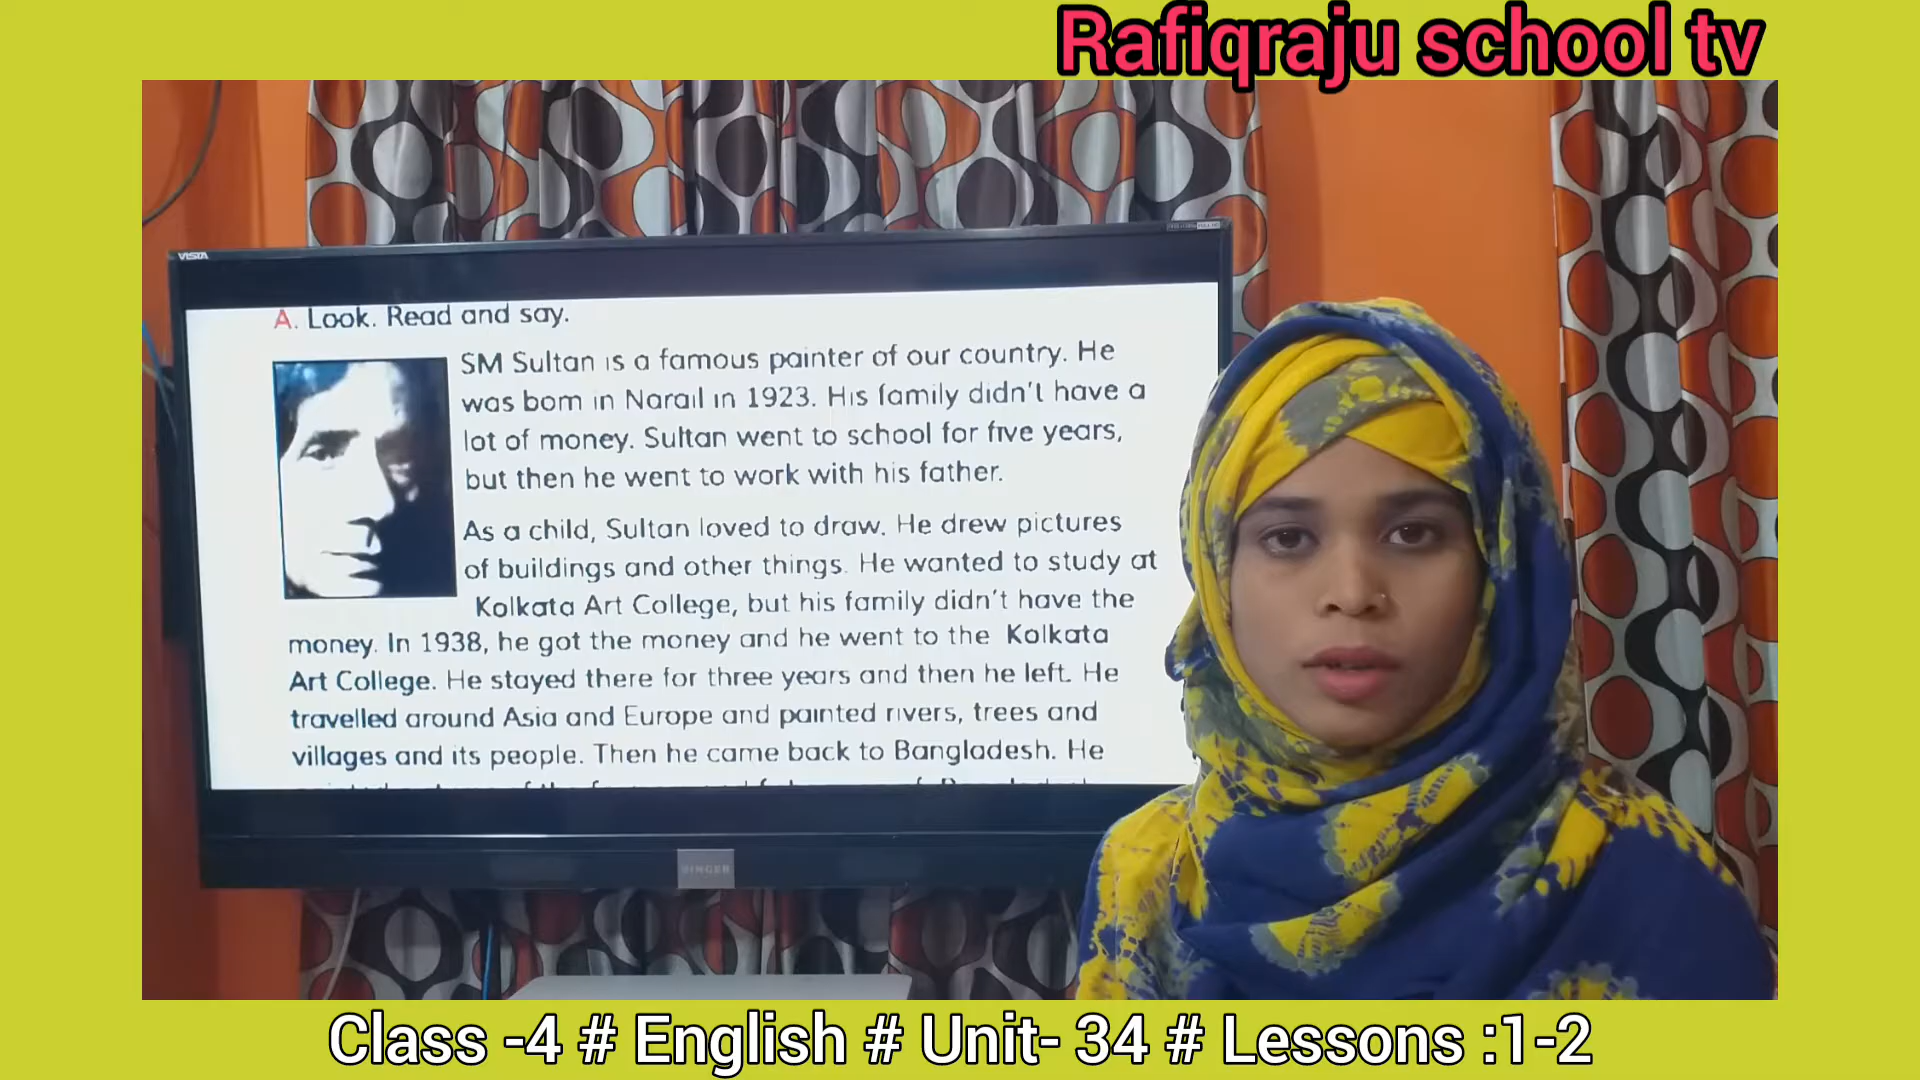 Rafiqraju school tv
VISTA
A. Look. Read and say.
SM Sultan is a famous painter of our country. He
was born in Narail in 1923. His family didn't have a
lot of money. Sultan went to school for five years,
but then he went to work with his father.
As a child, Sultan loved to draw. He drew pictures
of buildings and other things. He wanted to study at
Kolkata Art College, but his family didn't have the
money. In 1938, he got the money and he went to the Kolkata
Art College. He stayed there for three years and then he left. He
travelled around Asia and Europe and painted rivers, trees and
villages and its people. Then he came back to Bangladesh. He
SINGER
Class -4 # English # Unit- 34 # Lessons :1-2